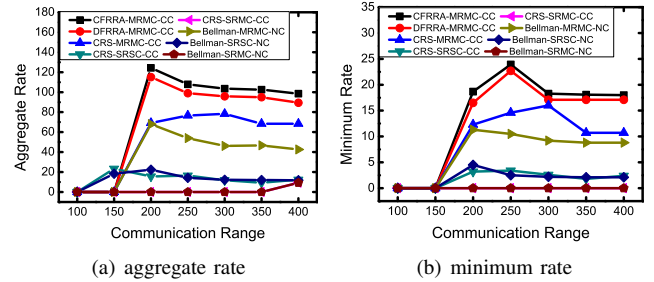 180
160
140
120
100
80
60
40
20
0
Aggregate Rate
CFRRA-MRMC-CC
DFRRA-MRMC-CC
CRS-MRMC-CC
CRS-SRSC-CC
CRS-SRMC-CC
Bellman-MRMC-NC
Bellman-SRSC-NC
Bellman-SRMC-NC
100 150 200 250 300 350 400
Communication Range
(a) aggregate rate
35
30
25
20
15
10
5
0
Minimum Rate
CFRRA-MRMC-CC
DFRRA-MRMC-CC
CRS-MRMC-CC
CRS-SRSC-CC
CRS-SRMC-CC
Bellman-MRMC-NC
Bellman-SRSC-NC
Bellman-SRMC-NC
100 150 200 250 300 350 400
Communication Range
(b) minimum rate